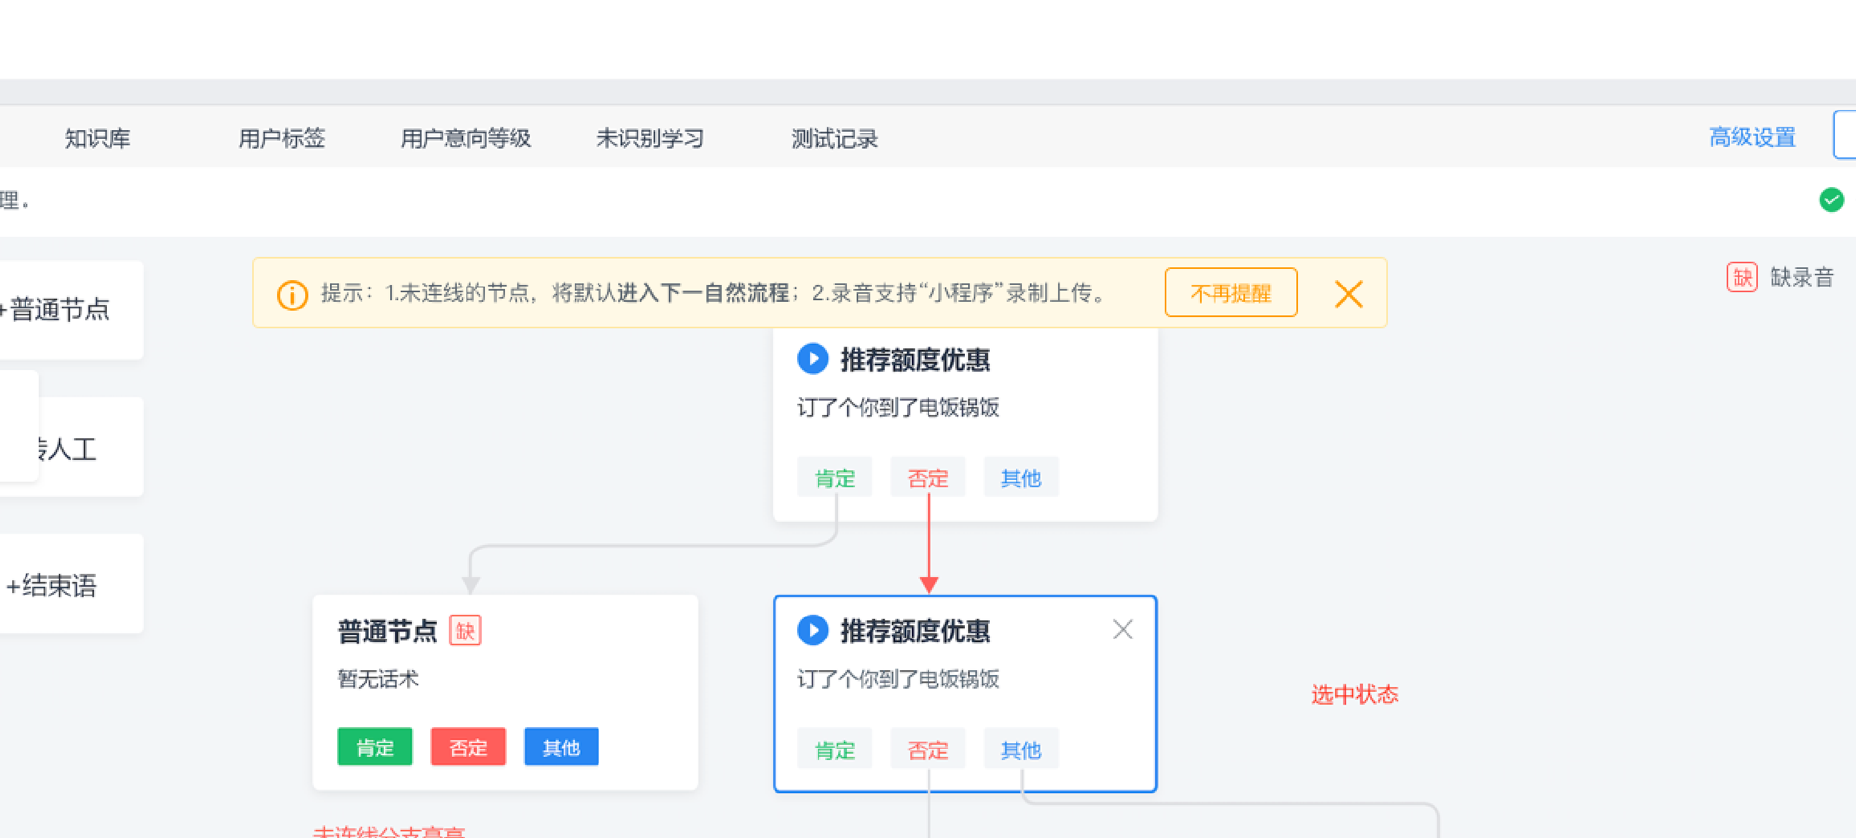 知识库 用户标签 用户意向等级 未识别学习 测试记录 高级设置
理。
+普通节点
提示：1.未连线的节点，将默认进入下一自然流程；2.录音支持“小程序”录制上传。 不再提醒
缺 缺录音
推荐额度优惠
订了个你到了电饭锅饭
肯定 否定 其他
人工
+结束语
普通节点 缺
暂无话术
肯定 否定 其他
推荐额度优惠
订了个你到了电饭锅饭
肯定 否定 其他
选中状态
未连线分支高亮